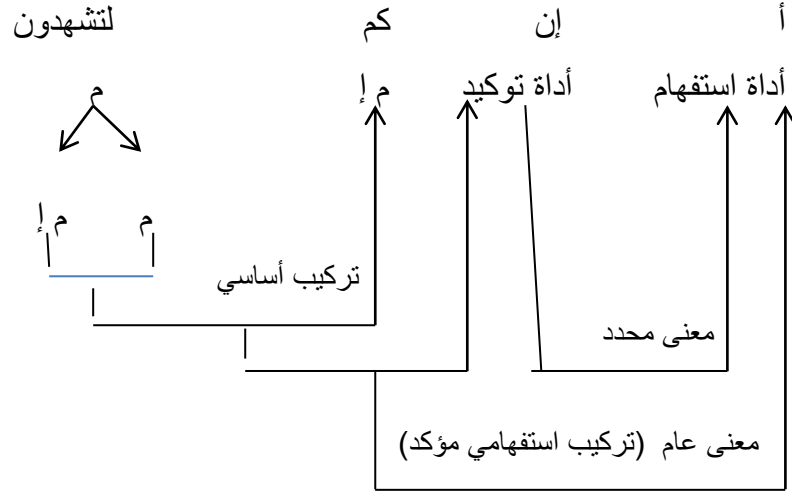 أ إن كم لتشهدون
أداة استفهام أداة توكيد م إ م
م م إ
تركيب أساسي
معنى محدد
معنى عام (تركيب استفهامي مؤكد)